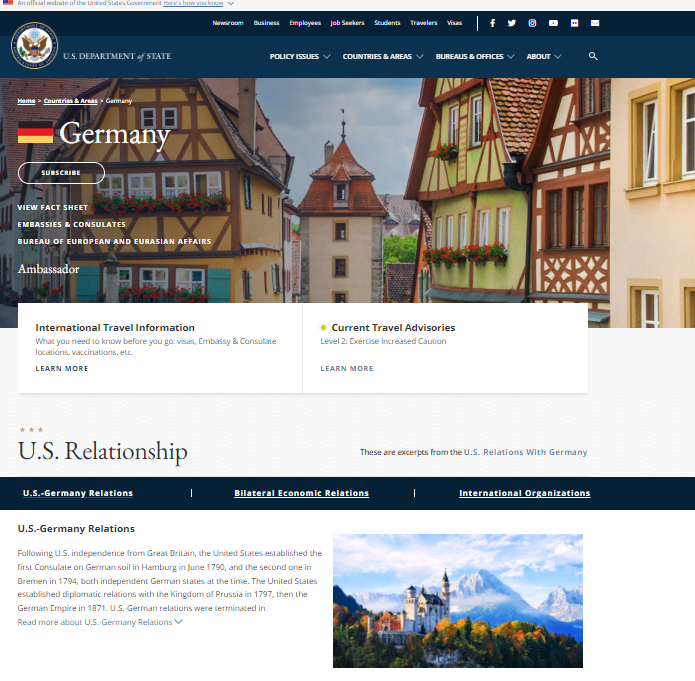 An official website of the United States Government Here's how you know
Newsroom Business Employees Job Seekers Students Travelers Visas
U.S. DEPARTMENT of STATE
POLICY ISSUES COUNTRIES & AREAS BUREAUS & OFFICES ABOUT
Home > Countries & Areas > Germany
Germany
SUBSCRIBE
VIEW FACT SHEET
EMBASSIES & CONSULATES
BUREAU OF EUROPEAN AND EURASIAN AFFAIRS
Ambassador
International Travel Information
What you need to know before you go: visas, Embassy & Consulate
locations, vaccinations, etc.
LEARN MORE
Current Travel Advisories
Level 2: Exercise Increased Caution
LEARN MORE
U.S. Relationship
These are excerpts from the U.S. Relations With Germany
U.S.-Germany Relations | Bilateral Economic Relations | International Organizations
U.S.-Germany Relations
Following U.S. independence from Great Britain, the United States established the
first Consulate on German soil in Hamburg in June 1790, and the second one in
Bremen in 1794, both independent German states at the time. The United States
established diplomatic relations with the Kingdom of Prussia in 1797, then the
German Empire in 1871. U.S.-German relations were terminated in
Read more about U.S.-Germany Relations